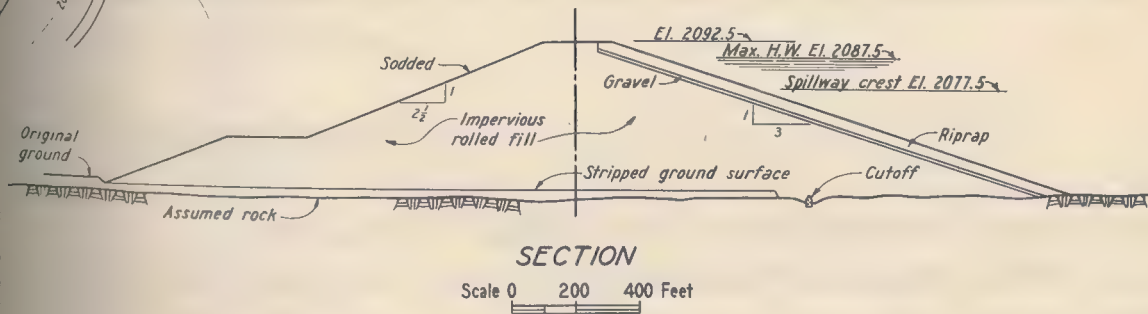 El. 2092.5
Max. H.W. El. 2087.5
Spillway crest El. 2077.5
Sodded
Gravel
1
2½
Impervious
rolled fill
1
3
Riprap
Original
ground
Stripped ground surface
Cutoff
Assumed rock
SECTION
Scale 0 200 400 Feet